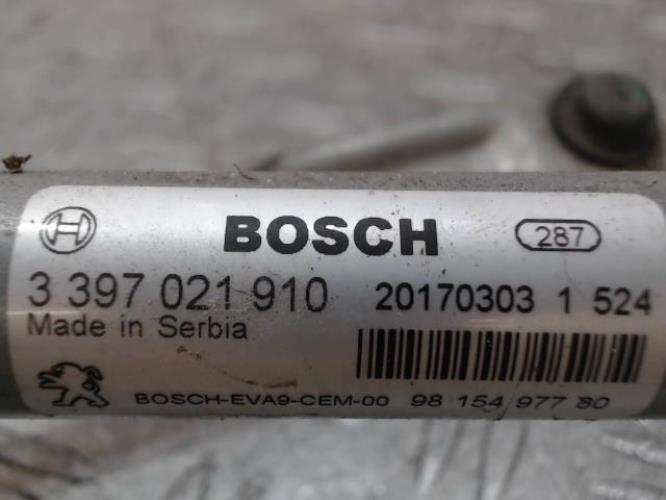 BOSCH 287
3 397 021 910 20170303 1 524
Made in Serbia
BOSCH-EVA9-CEM-00 98 154 977 80